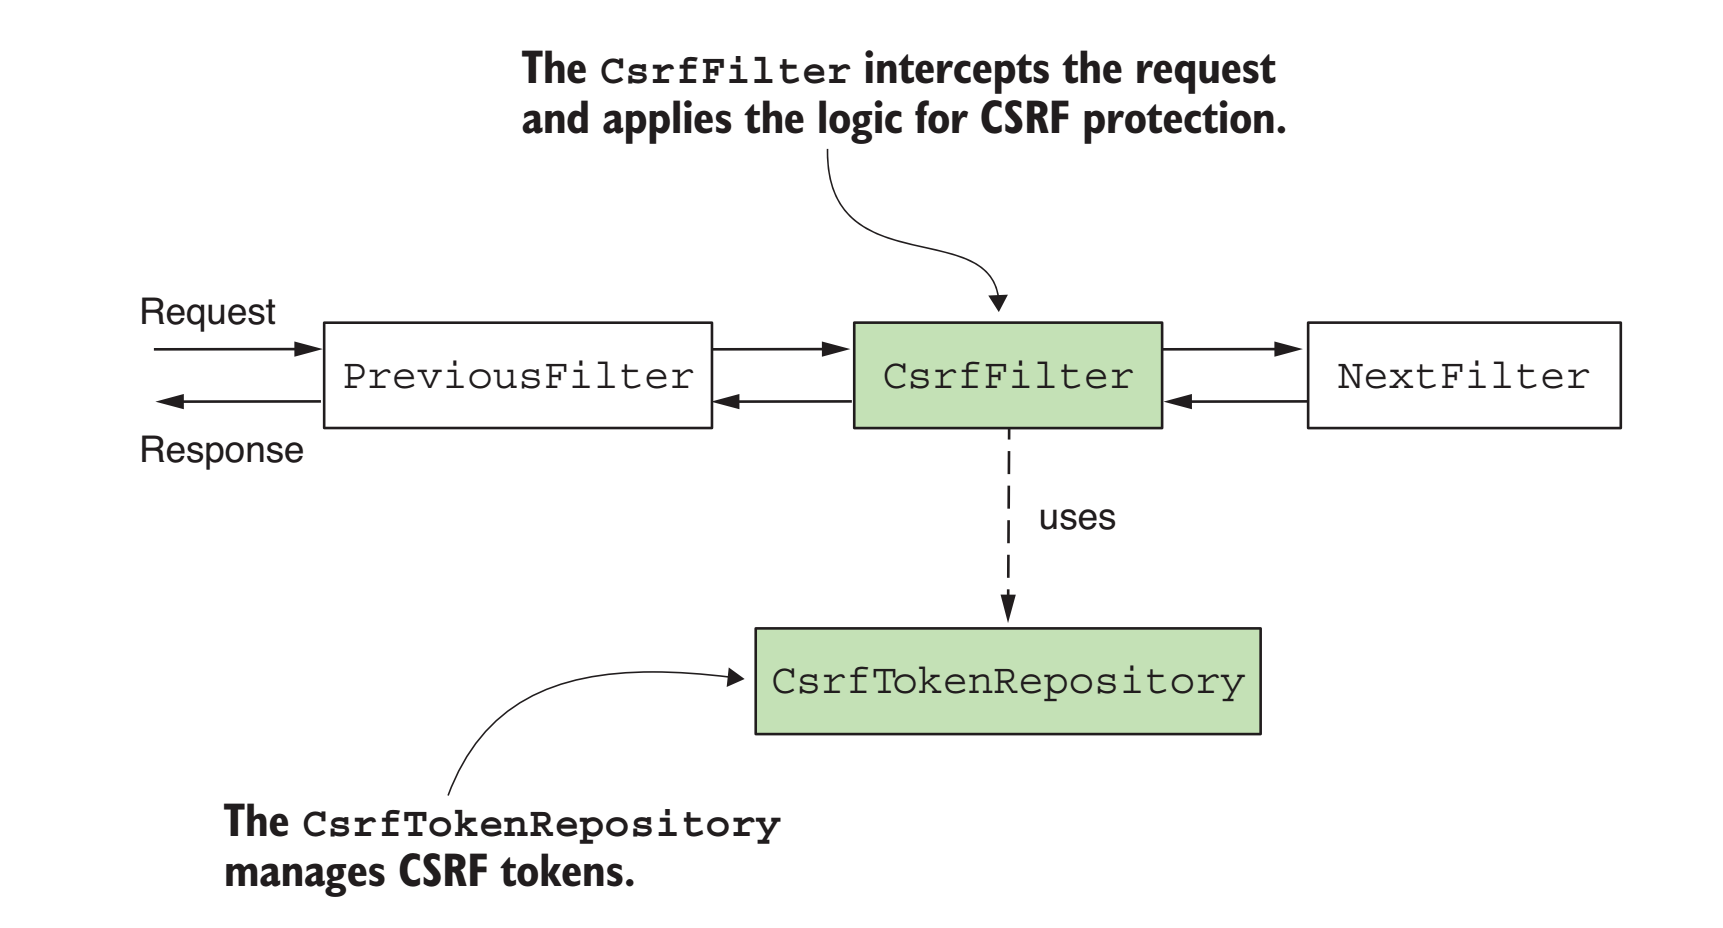 The CsrfFilter intercepts the request
and applies the logic for CSRF protection.
Request
PreviousFilter
CsrfFilter
NextFilter
Response
uses
CsrfTokenRepository
The CsrfTokenRepository
manages CSRF tokens.